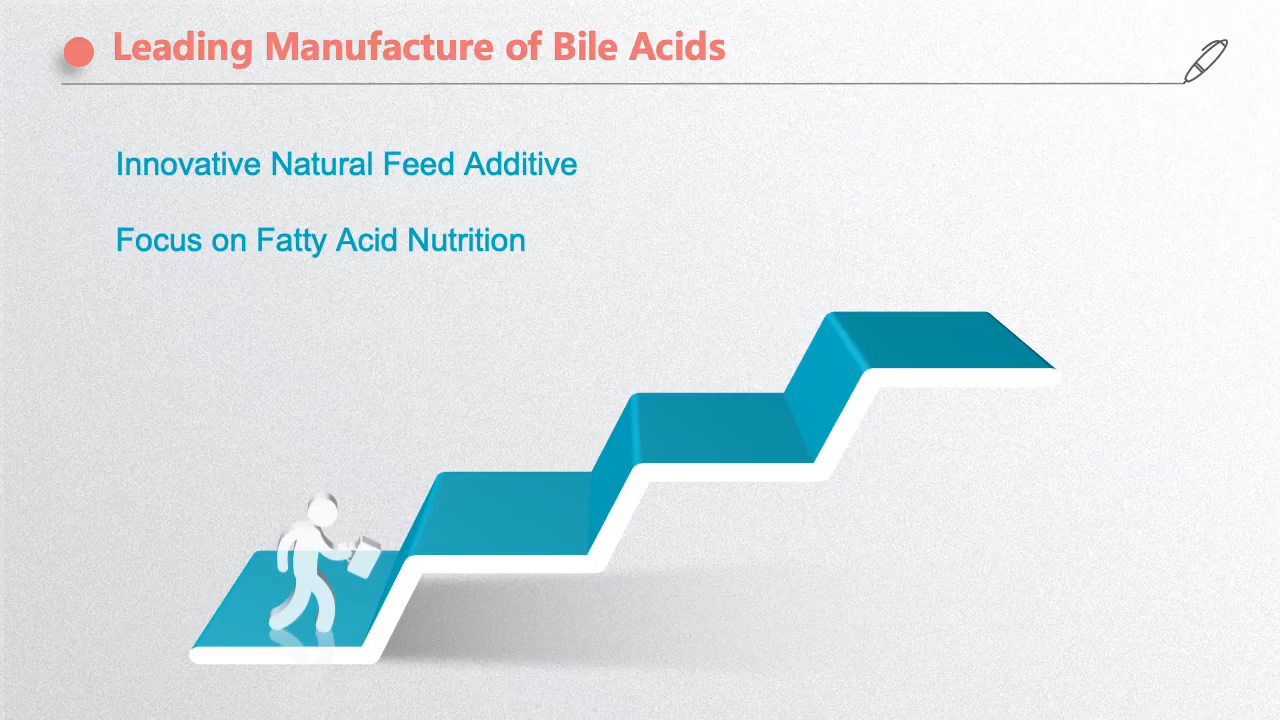 Leading Manufacture of Bile Acids
Innovative Natural Feed Additive
Focus on Fatty Acid Nutrition